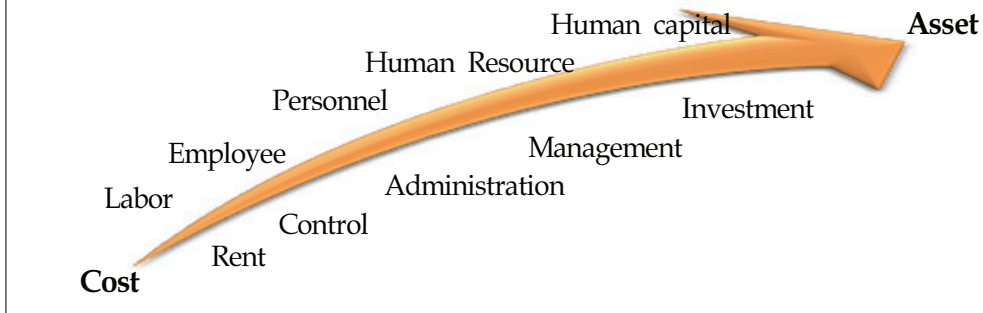 Human capital
Asset
Human Resource
Personnel
Investment
Employee
Management
Labor
Administration
Control
Rent
Cost